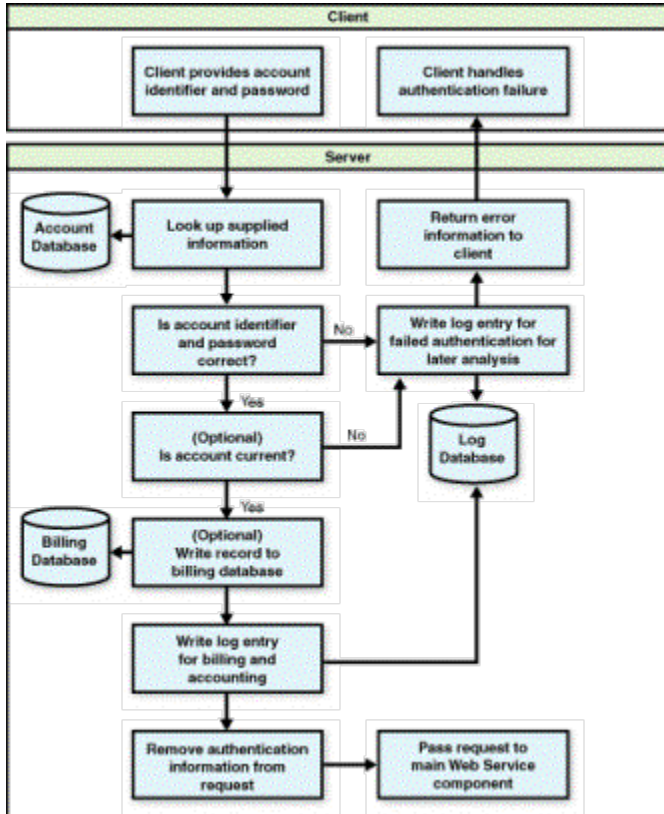 Client
Client provides account
identifier and password
Client handles
authentication failure
Server
Account
Database
Look up supplied
information
Return error
information to
client
Is account identifier
and password
correct?
No
Write log entry for
failed authentication for
later analysis
Yes
(Optional)
Is account current?
No
Log
Database
Yes
Billing
Database
(Optional)
Write record to
billing database
Write log entry
for billing and
accounting
Remove authentication
information from
request
Pass request to
main Web Service
component